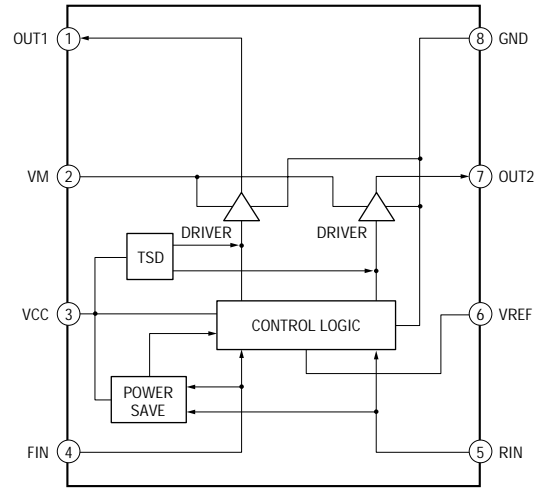 OUT1 1
8 GND
VM 2
7 OUT2
DRIVER
DRIVER
TSD
VCC 3
CONTROL LOGIC
6 VREF
POWER
SAVE
FIN 4
5 RIN